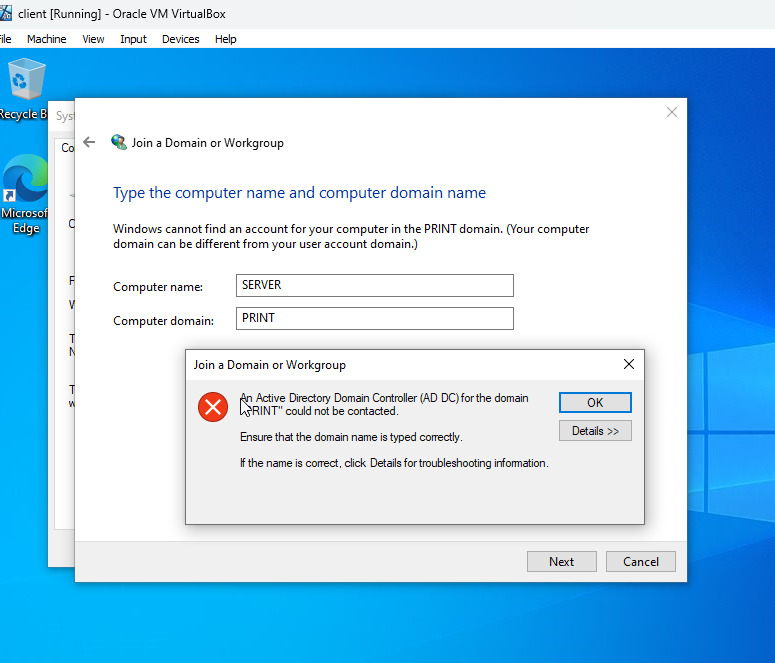 client [Running] - Oracle VM VirtualBox
File Machine View Input Devices Help
Recycle B
Syst
Co
Join a Domain or Workgroup
Microsof
Edge
Type the computer name and computer domain name
Windows cannot find an account for your computer in the PRINT domain. (Your computer
domain can be different from your user account domain.)
Computer name: SERVER
Computer domain: PRINT
Join a Domain or Workgroup
An Active Directory Domain Controller (AD DC) for the domain
"PRINT" could not be contacted.
Ensure that the domain name is typed correctly.
If the name is correct, click Details for troubleshooting information.
OK
Details >>
Next Cancel